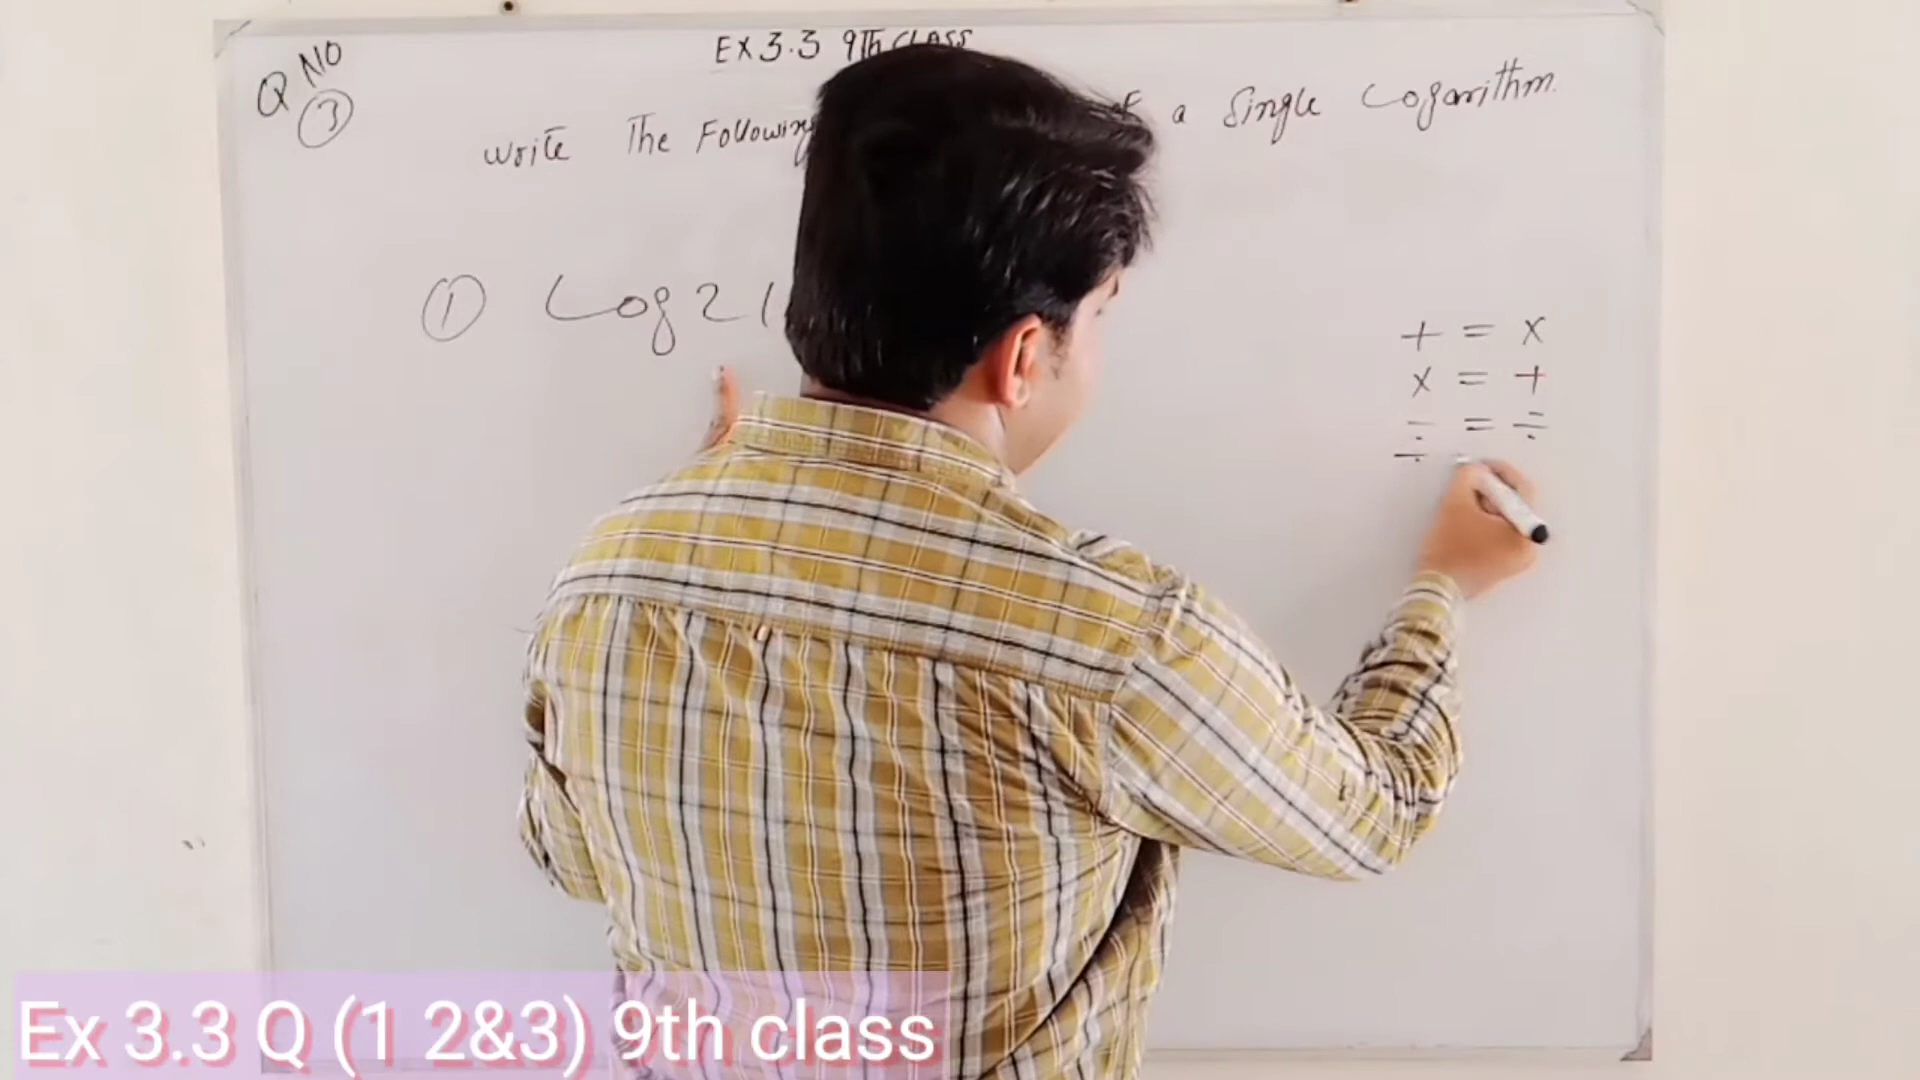 EX 3.3 9TH CLASS
Q NO
3
Write The Following of a Single Logarithm.
① Log 21
+ = x
x = +
- = ÷
÷
Ex 3.3 Q (1 2&3) 9th class